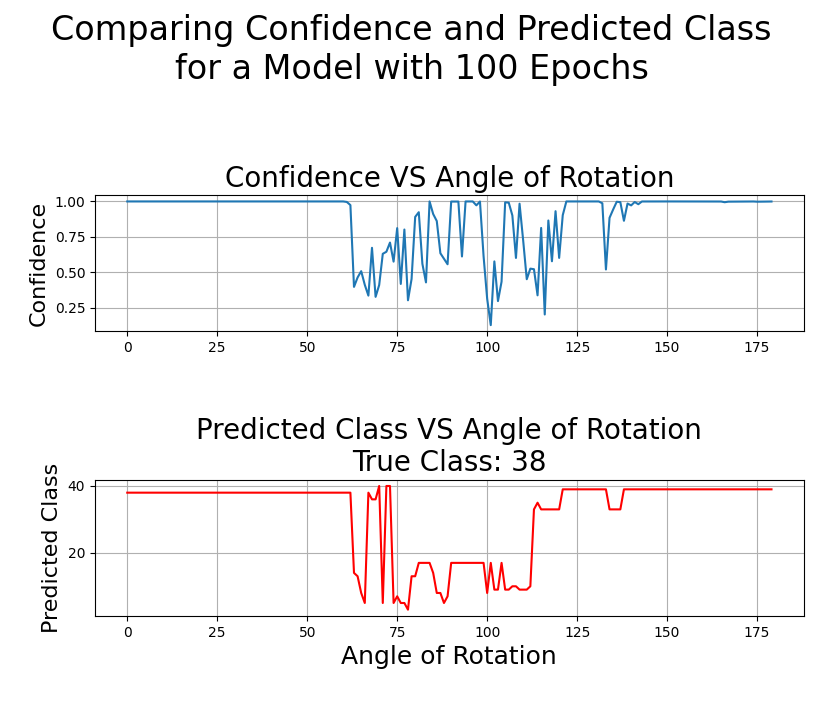 Comparing Confidence and Predicted Class
for a Model with 100 Epochs
Confidence VS Angle of Rotation
Confidence
1.00
0.75
0.50
0.25
0 25 50 75 100 125 150 175
Predicted Class VS Angle of Rotation
True Class: 38
Predicted Class
40
20
0 25 50 75 100 125 150 175
Angle of Rotation